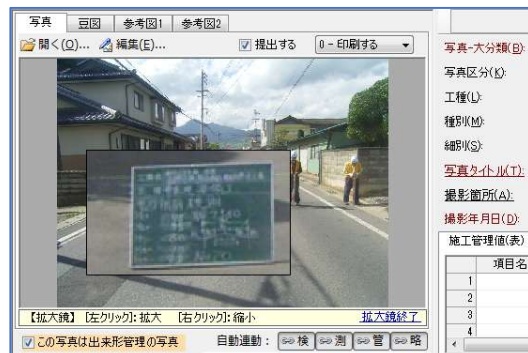 写真 豆図 参考図1 参考図2
開く(O)... 編集(E)... 提出する 0 - 印刷する
【拡大鏡】 [左クリック]: 拡大 [右クリック]: 縮小 拡大鏡終了
この写真は出来形管理の写真 自動連動: 検 測 管 略
写真-大分類(B):
写真区分(K):
工種(L):
種別(M):
細別(S):
写真タイトル(T):
撮影箇所(A):
撮影年月日(D):
施工管理値(表)
項目名
1
2
3
4